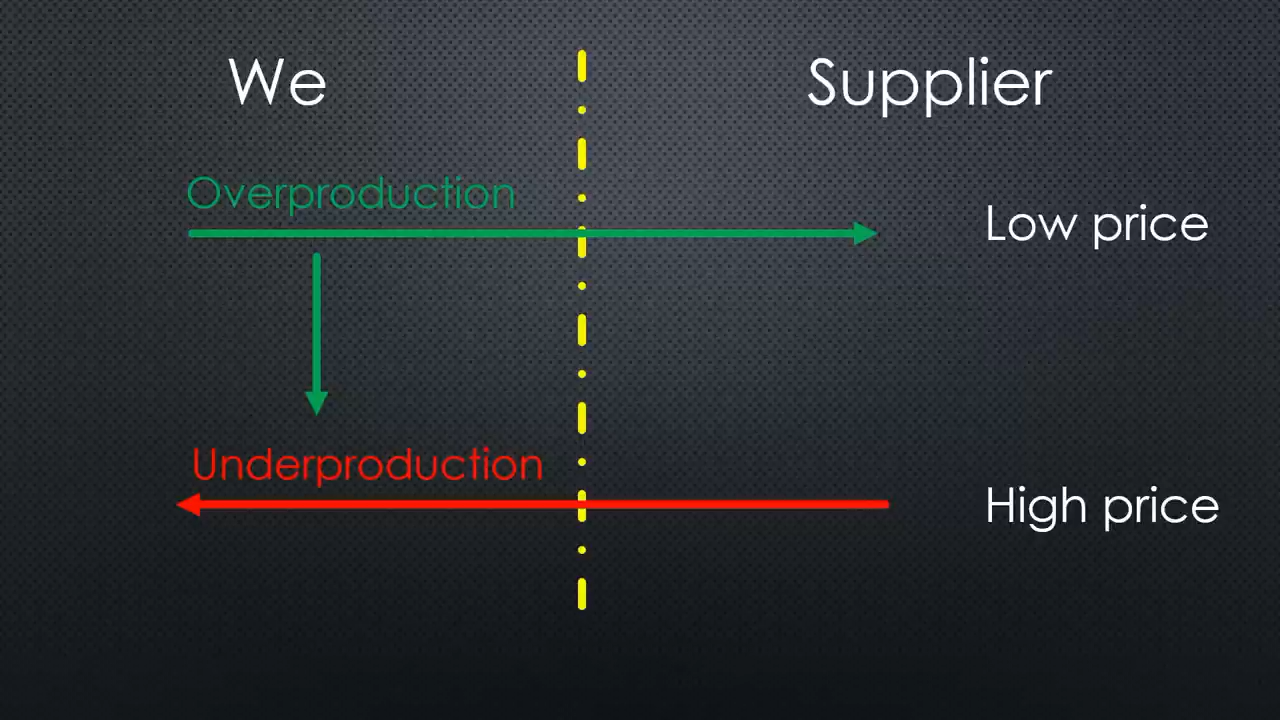 We
Supplier
Overproduction
Low price
Underproduction
High price